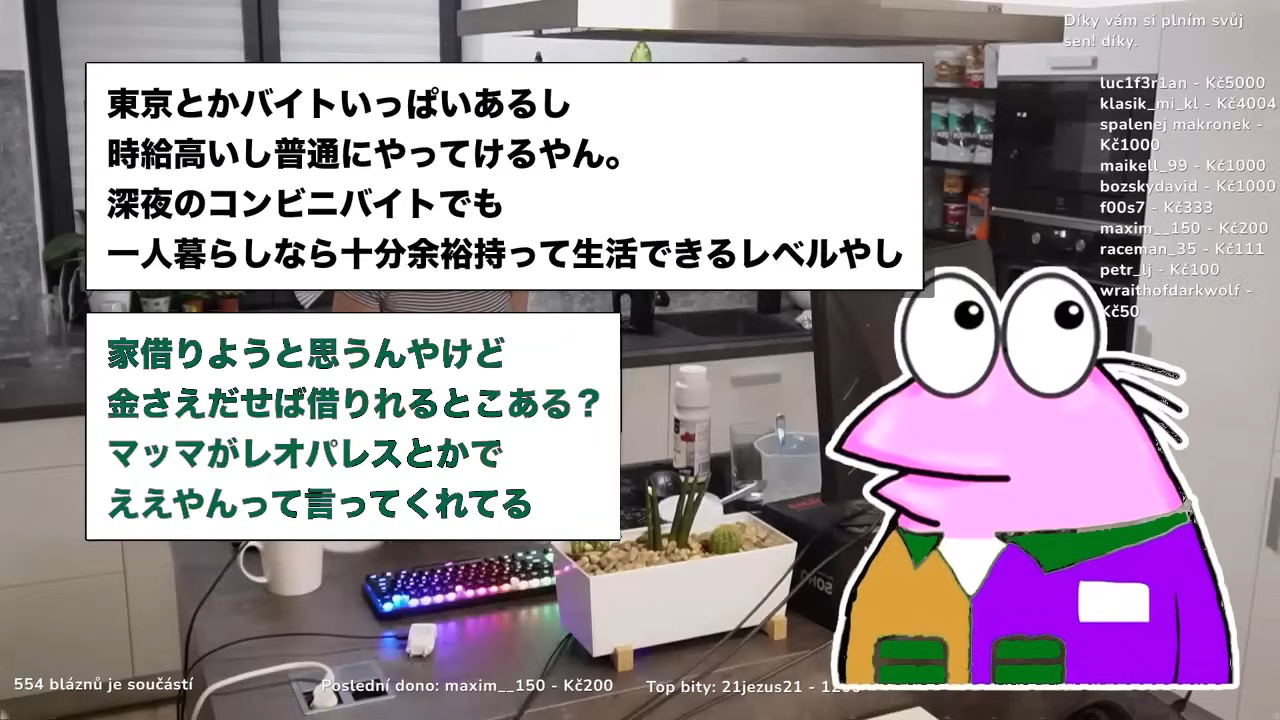 東京とかバイトいっぱいあるし
時給高いし普通にやってけるやん。
深夜のコンビニバイトでも
一人暮らしなら十分余裕持って生活できるレベルやし
家借りようと思うんやけど
金さえだせば借りれるとこある？
マッマがレオパレスとかで
ええやんって言ってくれてる
Díky vám si plním svůj
sen! díky.
luc1f3r1an - Kč5000
klasik_mi_kl - Kč4004
spalenej makronek -
Kč1000
maikell_99 - Kč1000
bozskydavid - Kč1000
f00s7 - Kč333
maxim__150 - Kč200
raceman_35 - Kč111
petr_lj - Kč100
wraithofdarkwolf -
Kč50
554 bláznů je součástí
Poslední dono: maxim__150 - Kč200
Top bity: 21jezus21 -